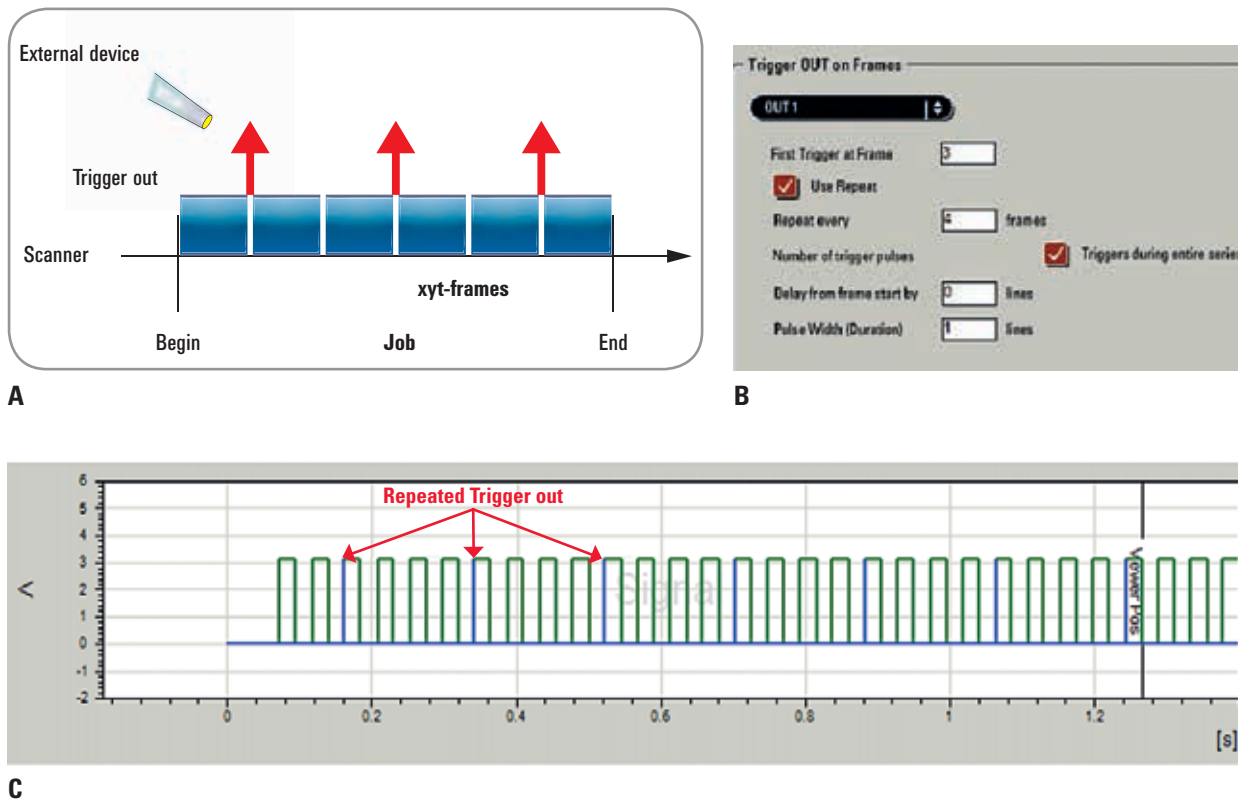 External device
Trigger out
Scanner
xyt-frames
Begin
Job
End
A
Trigger OUT on Frames
OUT 1
First Trigger at Frame 3
Use Repeat
Repeat every 4 frames
Number of trigger pulses Triggers during entire series
Delay from frame start by 0 lines
Pulse Width (Duration) 1 lines
B
Repeated Trigger out
6
5
4
3
2
1
0
-1
-2
V
Viewer Pos
0 0.2 0.4 0.6 0.8 1 1.2
[s]
C